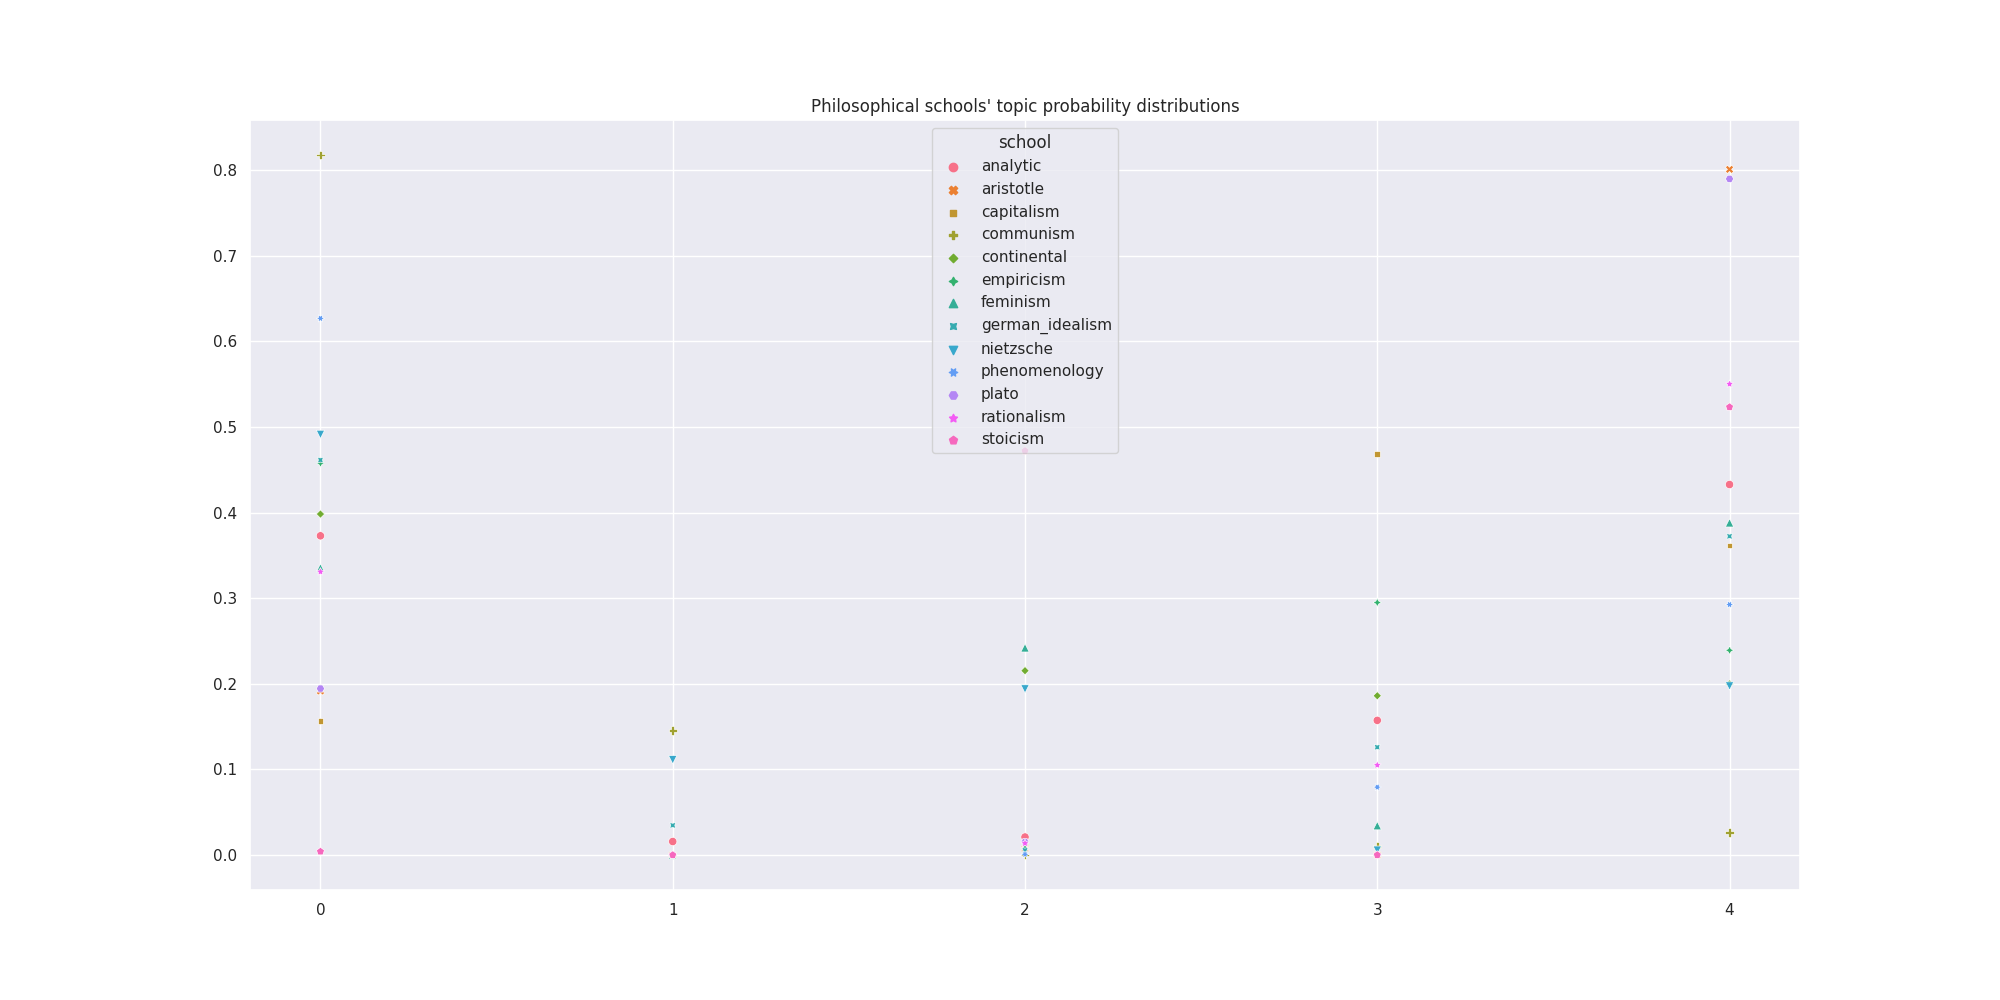 Philosophical schools' topic probability distributions
school
analytic
aristotle
capitalism
communism
continental
empiricism
feminism
german_idealism
nietzsche
phenomenology
plato
rationalism
stoicism
0.8
0.7
0.6
0.5
0.4
0.3
0.2
0.1
0.0
0 1 2 3 4